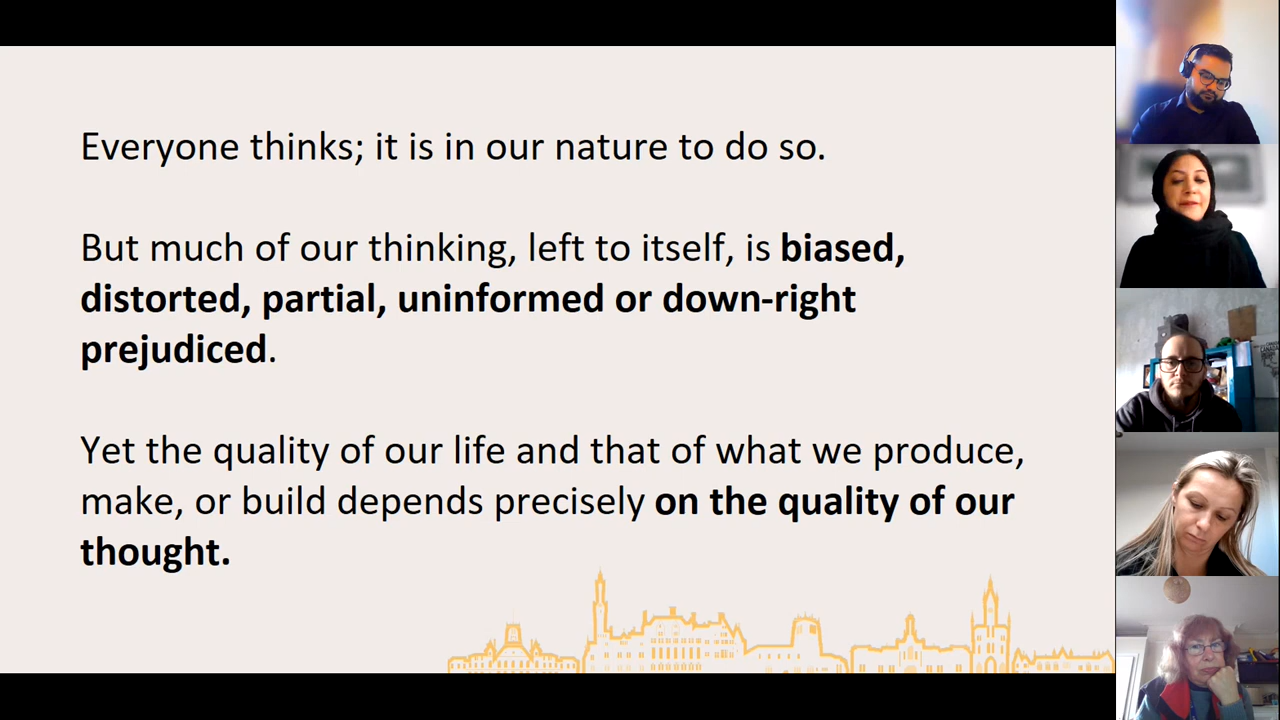 Everyone thinks; it is in our nature to do so.
But much of our thinking, left to itself, is biased,
distorted, partial, uninformed or down-right
prejudiced.
Yet the quality of our life and that of what we produce,
make, or build depends precisely on the quality of our
thought.